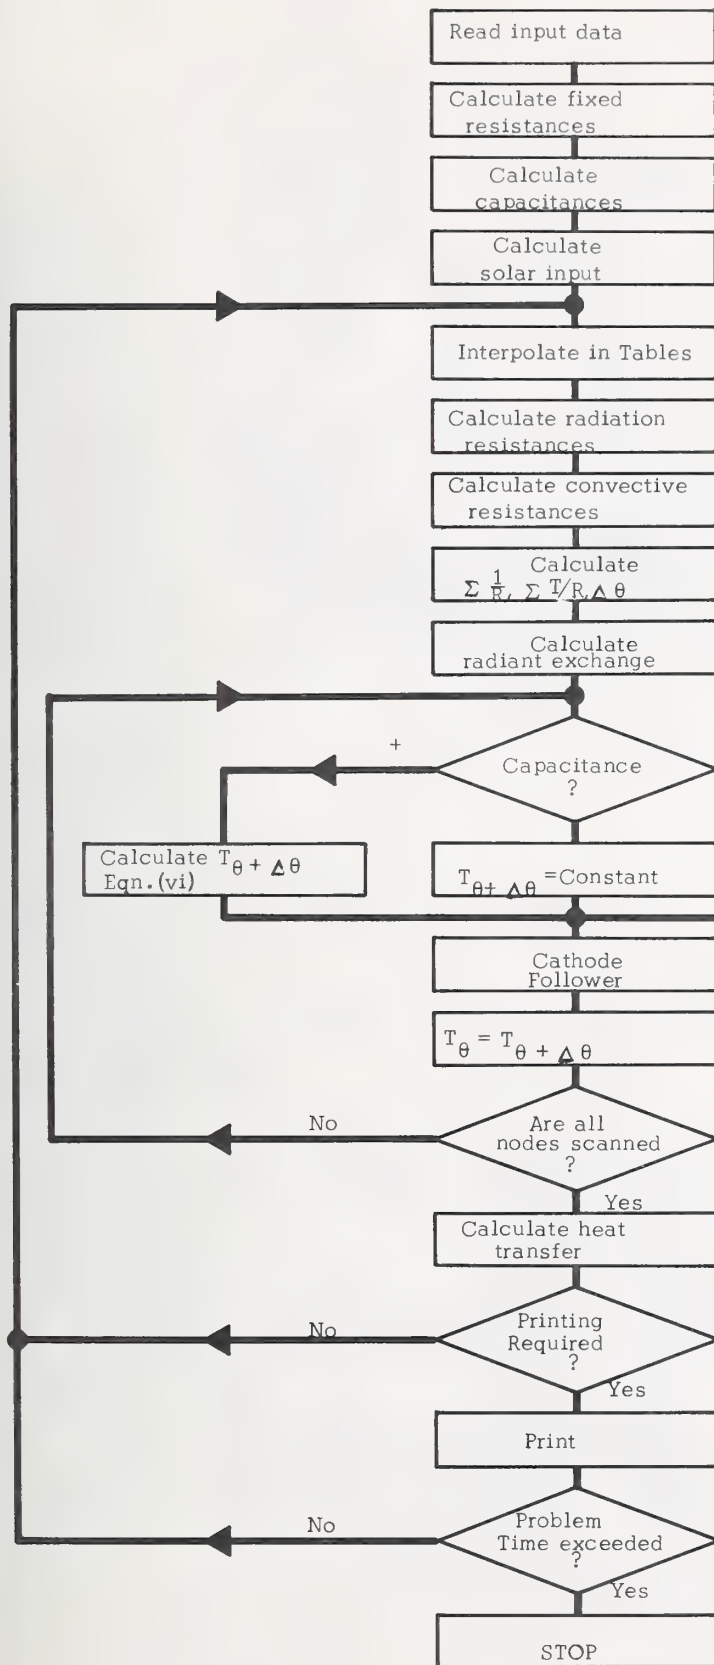 Read input data
Calculate fixed
resistances
Calculate
capacitances
Calculate
solar input
Interpolate in Tables
Calculate radiation
resistances
Calculate convective
resistances
Calculate
Σ 1/R, Σ T/R, Δ θ
Calculate
radiant exchange
+
Capacitance
?
Calculate T θ + Δ θ
Eqn. (vi)
T θ+ Δ θ = Constant
Cathode
Follower
T θ = T θ + Δ θ
No
Are all
nodes scanned
?
Yes
Calculate heat
transfer
No
Printing
Required
?
Yes
Print
No
Problem
Time exceeded
?
Yes
STOP